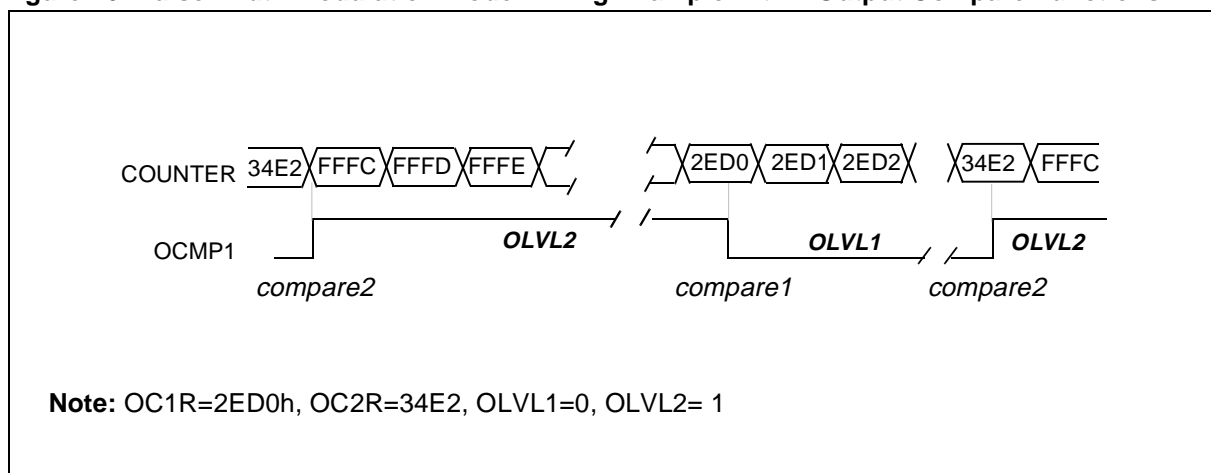 COUNTER 34E2 FFFC FFFD FFFE 2ED0 2ED1 2ED2 34E2 FFFC
OCMP1 OLVL2 OLVL1 OLVL2
compare2 compare1 compare2
Note: OC1R=2ED0h, OC2R=34E2, OLVL1=0, OLVL2= 1